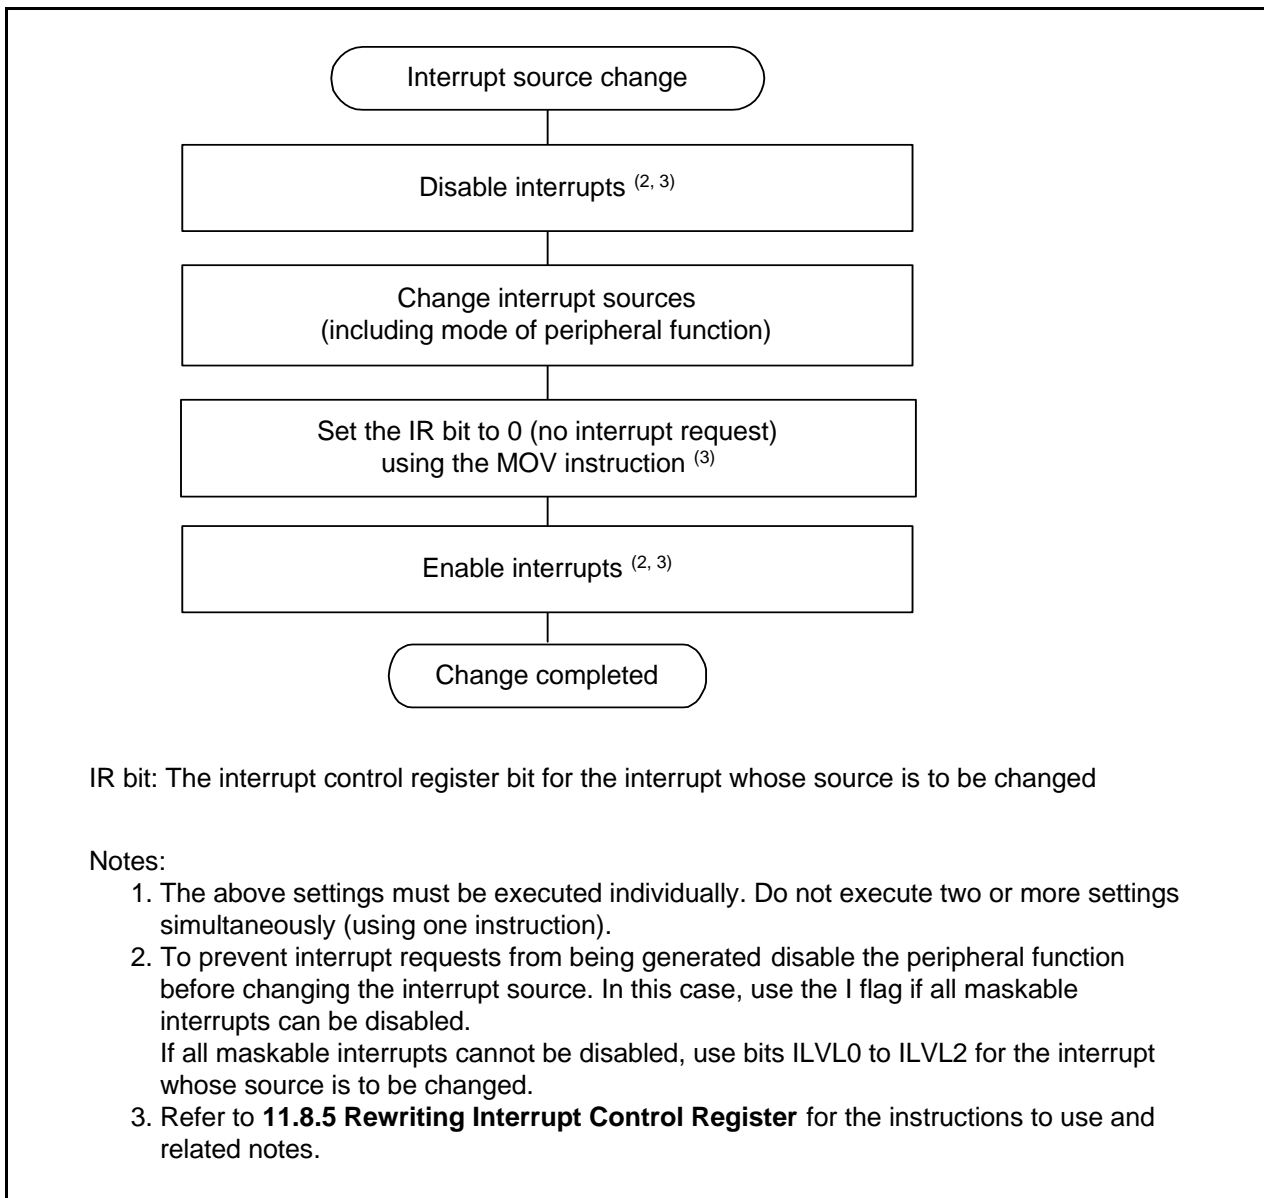 Interrupt source change
Disable interrupts (2, 3)
Change interrupt sources
(including mode of peripheral function)
Set the IR bit to 0 (no interrupt request)
using the MOV instruction (3)
Enable interrupts (2, 3)
Change completed
IR bit: The interrupt control register bit for the interrupt whose source is to be changed
Notes:
1. The above settings must be executed individually. Do not execute two or more settings
simultaneously (using one instruction).
2. To prevent interrupt requests from being generated disable the peripheral function
before changing the interrupt source. In this case, use the I flag if all maskable
interrupts can be disabled.
If all maskable interrupts cannot be disabled, use bits ILVL0 to ILVL2 for the interrupt
whose source is to be changed.
3. Refer to 11.8.5 Rewriting Interrupt Control Register for the instructions to use and
related notes.